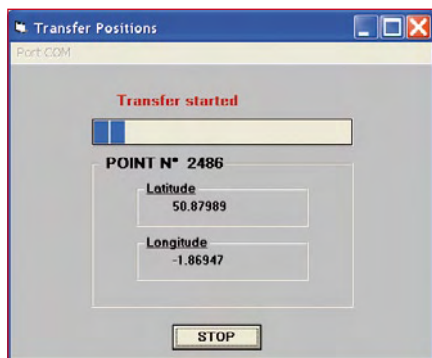 Transfer Positions
Port COM
Transfer started
POINT N° 2486
Latitude
50.87989
Longitude
-1.86947
STOP